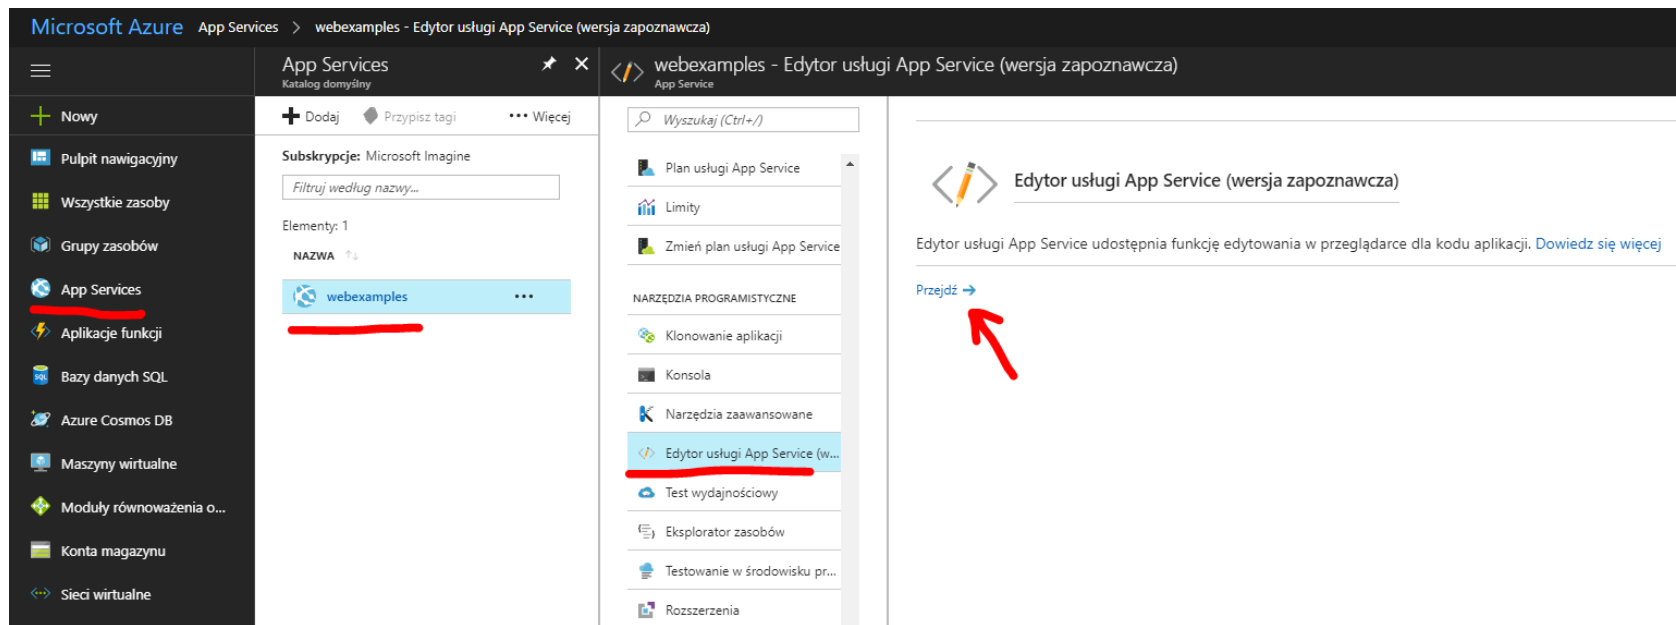 Microsoft Azure App Services > webexamples - Edytor usługi App Service (wersja zapoznawcza)
App Services
Katalog domyślny
webexamples - Edytor usługi App Service (wersja zapoznawcza)
App Service
Nowy
Pulpit nawigacyjny
Wszystkie zasoby
Grupy zasobów
App Services
Aplikacje funkcji
Bazy danych SQL
Azure Cosmos DB
Maszyny wirtualne
Moduły równoważenia o...
Konta magazynu
Sieci wirtualne
Dodaj Przypisz tagi ••• Więcej
Subskrypcje: Microsoft Imagine
Filtruj według nazwy...
Elementy: 1
NAZWA
webexamples •••
Wyszukaj (Ctrl+/)
Plan usługi App Service
Limity
Zmień plan usługi App Service
NARZĘDZIA PROGRAMISTYCZNE
Klonowanie aplikacji
Konsola
Narzędzia zaawansowane
Edytor usługi App Service (w...
Test wydajnościowy
Eksplorator zasobów
Testowanie w środowisku pr...
Rozszerzenia
Edytor usługi App Service (wersja zapoznawcza)
Edytor usługi App Service udostępnia funkcję edytowania w przeglądarce dla kodu aplikacji. Dowiedz się więcej
Przejdź →